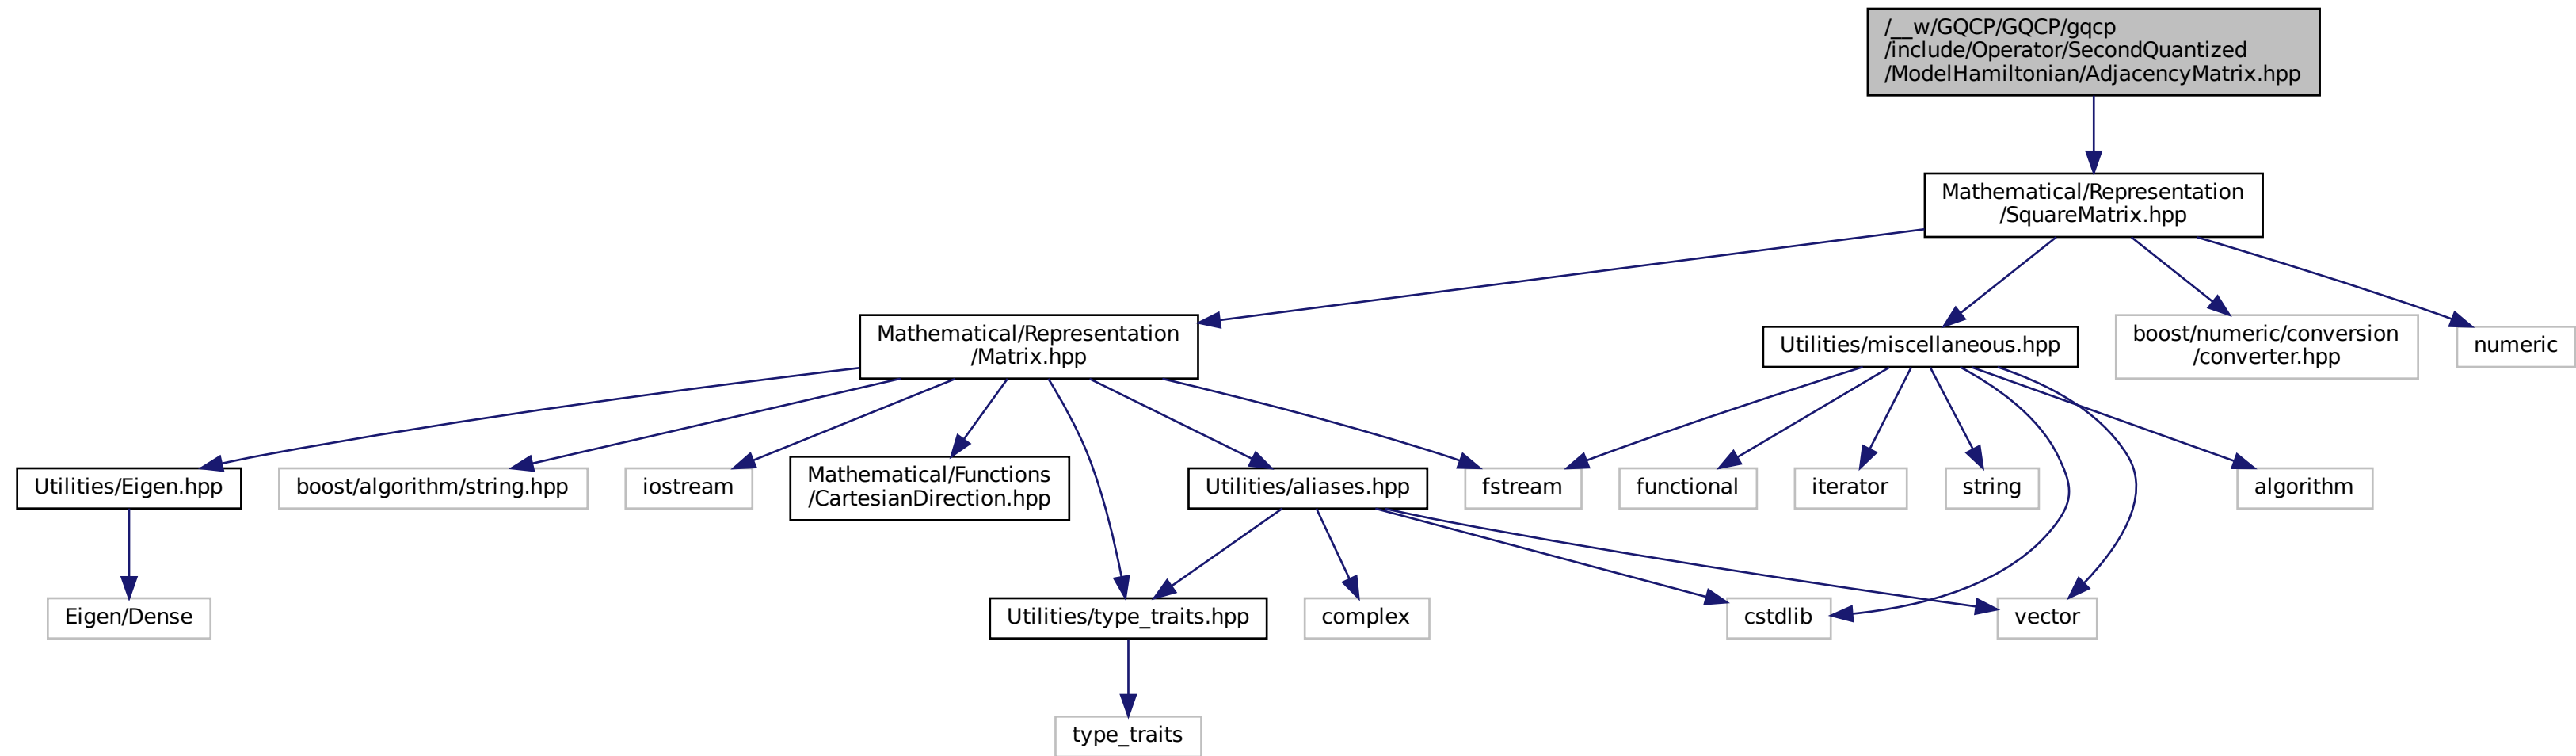 /__w/GQCP/GQCP/gqcp
/include/Operator/SecondQuantized
/ModelHamiltonian/AdjacencyMatrix.hpp
Mathematical/Representation
/SquareMatrix.hpp
Mathematical/Representation
/Matrix.hpp
Utilities/miscellaneous.hpp
boost/numeric/conversion
/converter.hpp
numeric
Utilities/Eigen.hpp
boost/algorithm/string.hpp
iostream
Mathematical/Functions
/CartesianDirection.hpp
Utilities/aliases.hpp
fstream
functional
iterator
string
algorithm
Eigen/Dense
Utilities/type_traits.hpp
complex
cstdlib
vector
type_traits